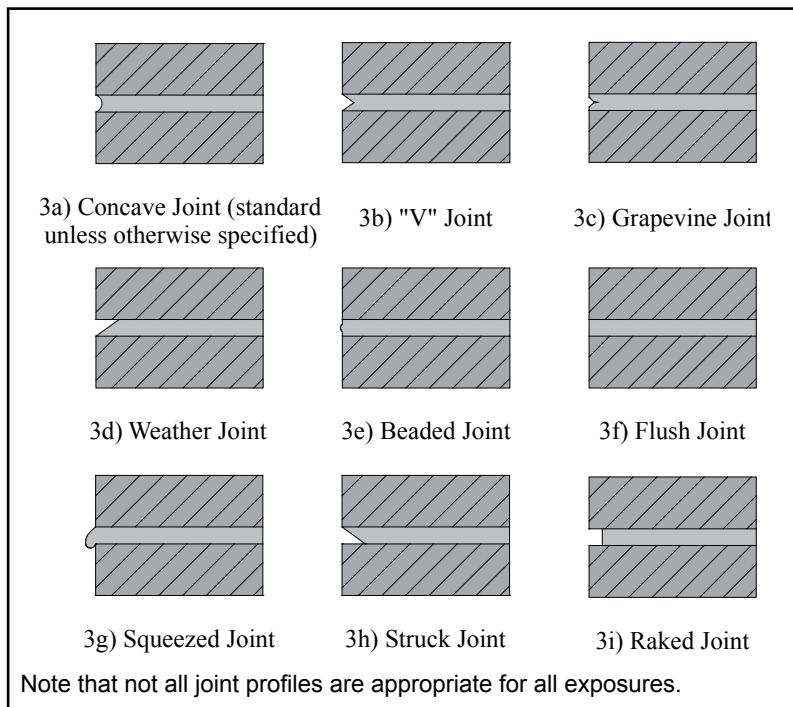 3a) Concave Joint (standard
unless otherwise specified)
3b) "V" Joint
3c) Grapevine Joint
3d) Weather Joint
3e) Beaded Joint
3f) Flush Joint
3g) Squeezed Joint
3h) Struck Joint
3i) Raked Joint
Note that not all joint profiles are appropriate for all exposures.